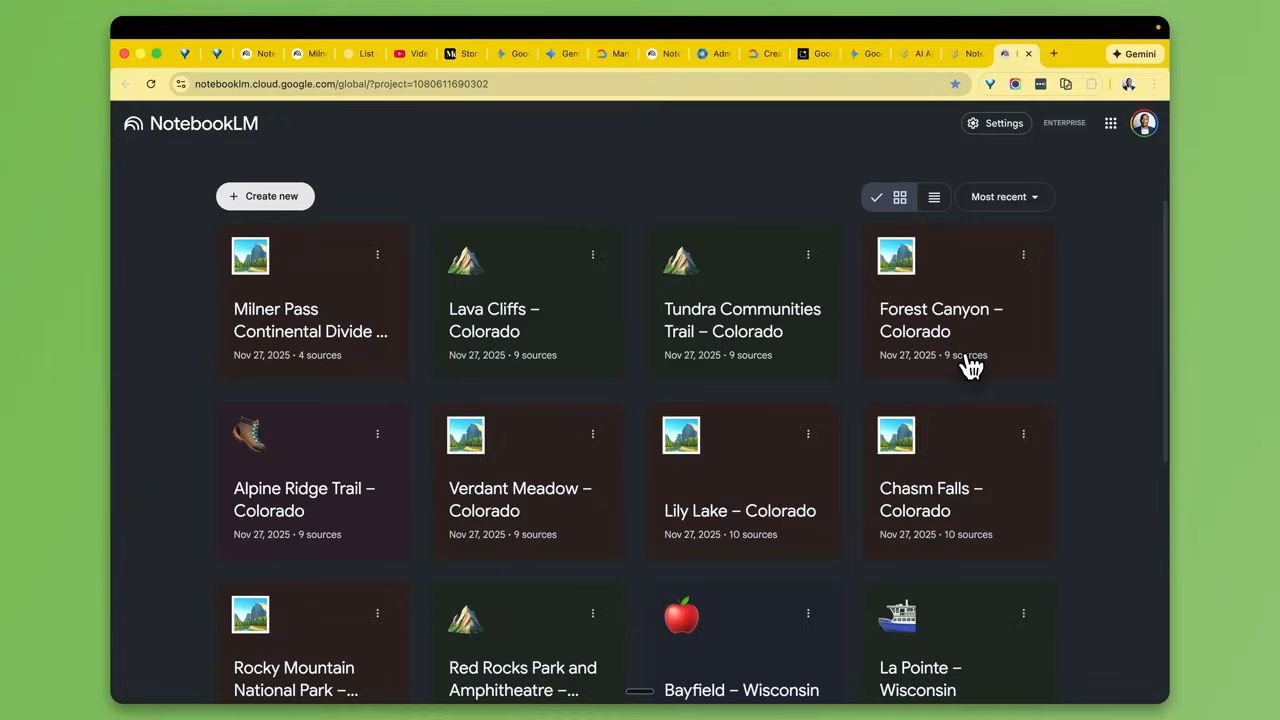 Note
Miln
List
Vide
Stor
Goo
Gem
Man
Note
Adm
Crea
Goo
Goo
AI A
Note
Gemini
notebooklm.cloud.google.com/global/?project=1080611690302
NotebookLM
Settings
ENTERPRISE
+ Create new
Most recent
Milner Pass
Continental Divide ...
Nov 27, 2025 • 4 sources
Lava Cliffs –
Colorado
Nov 27, 2025 • 9 sources
Tundra Communities
Trail – Colorado
Nov 27, 2025 • 9 sources
Forest Canyon –
Colorado
Nov 27, 2025 • 9 sources
Alpine Ridge Trail –
Colorado
Nov 27, 2025 • 9 sources
Verdant Meadow –
Colorado
Nov 27, 2025 • 9 sources
Lily Lake – Colorado
Nov 27, 2025 • 10 sources
Chasm Falls –
Colorado
Nov 27, 2025 • 10 sources
Rocky Mountain
National Park –...
Red Rocks Park and
Amphitheatre –...
Bayfield – Wisconsin
La Pointe –
Wisconsin